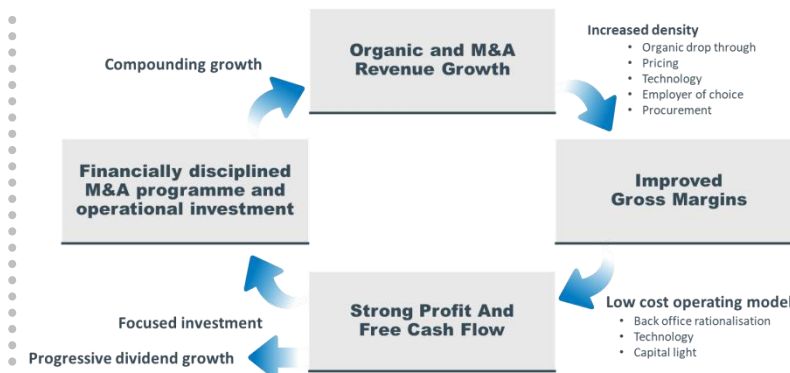 Organic and M&A
Revenue Growth
Increased density
• Organic drop through
• Pricing
• Technology
• Employer of choice
• Procurement
Compounding growth
Financially disciplined
M&A programme and
operational investment
Improved
Gross Margins
Strong Profit And
Free Cash Flow
Low cost operating model
• Back office rationalisation
• Technology
• Capital light
Focused investment
Progressive dividend growth